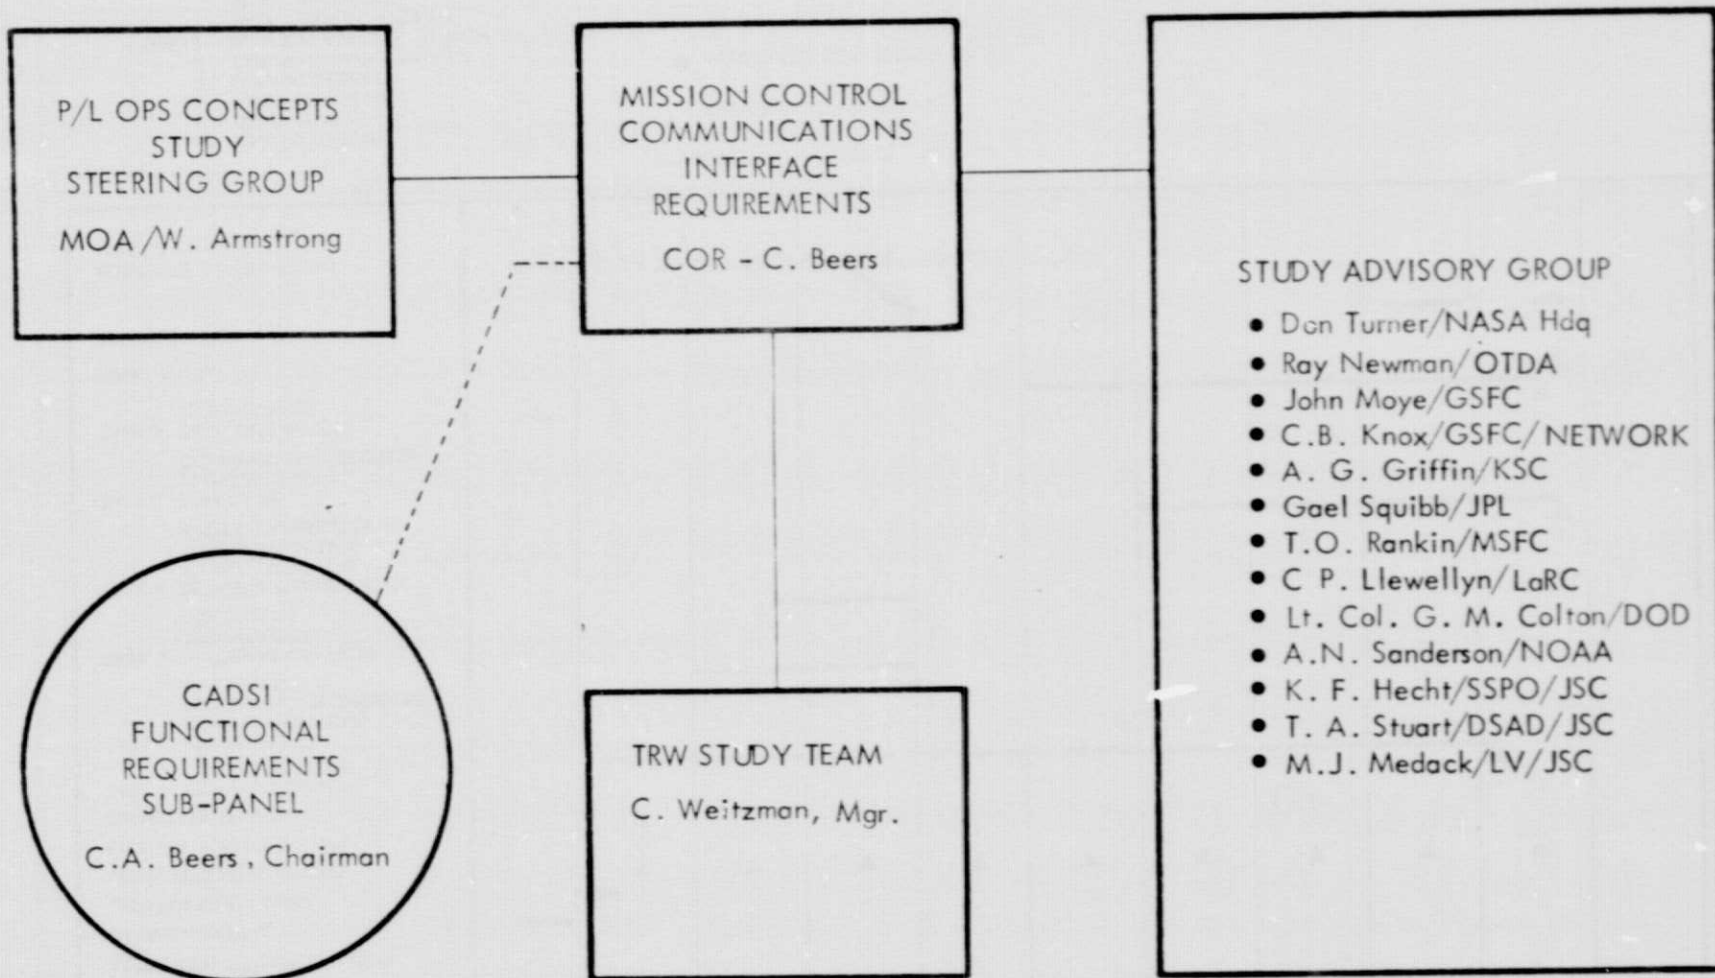 P/L OPS CONCEPTS
STUDY
STEERING GROUP
MOA/W. Armstrong
MISSION CONTROL
COMMUNICATIONS
INTERFACE
REQUIREMENTS
COR - C. Beers
STUDY ADVISORY GROUP
• Don Turner/NASA Hdq
• Ray Newman/OTDA
• John Moye/GSFC
• C.B. Knox/GSFC/NETWORK
• A. G. Griffin/KSC
• Gael Squibb/JPL
• T.O. Rankin/MSFC
• C P. Llewellyn/LaRC
• Lt. Col. G. M. Colton/DOD
• A.N. Sanderson/NOAA
• K. F. Hecht/SSPO/JSC
• T. A. Stuart/DSAD/JSC
• M.J. Medack/LV/JSC
CADSI
FUNCTIONAL
REQUIREMENTS
SUB-PANEL
C.A. Beers, Chairman
TRW STUDY TEAM
C. Weitzman, Mgr.